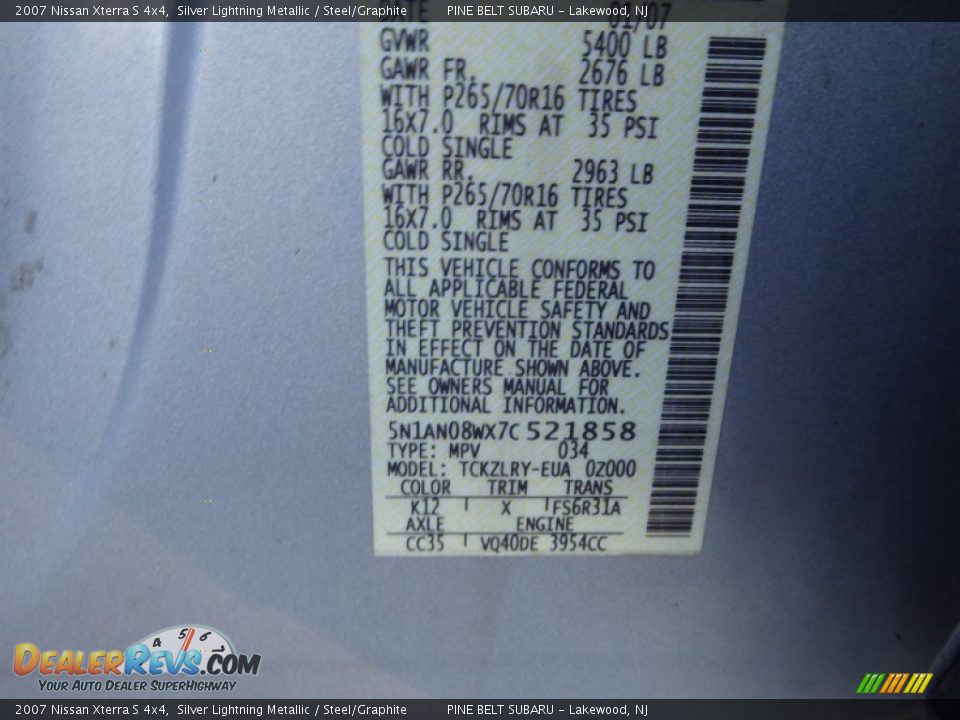 2007 Nissan Xterra S 4x4, Silver Lightning Metallic / Steel/Graphite PINE BELT SUBARU - Lakewood, NJ
DATE 01/07
GVWR 5400 LB
GAWR FR. 2676 LB
WITH P265/70R16 TIRES
16X7.0 RIMS AT 35 PSI
COLD SINGLE
GAWR RR. 2963 LB
WITH P265/70R16 TIRES
16X7.0 RIMS AT 35 PSI
COLD SINGLE
THIS VEHICLE CONFORMS TO
ALL APPLICABLE FEDERAL
MOTOR VEHICLE SAFETY AND
THEFT PREVENTION STANDARDS
IN EFFECT ON THE DATE OF
MANUFACTURE SHOWN ABOVE.
SEE OWNERS MANUAL FOR
ADDITIONAL INFORMATION.
5N1AN08WX7C521858
TYPE: MPV 034
MODEL: TCKZLRY-EUA 0Z000
COLOR TRIM TRANS
K12 X FS6R31A
AXLE ENGINE
CC35 VQ40DE 3954CC
4 5 6
DEALERREVS.COM
YOUR AUTO DEALER SUPERHIGHWAY
2007 Nissan Xterra S 4x4, Silver Lightning Metallic / Steel/Graphite PINE BELT SUBARU - Lakewood, NJ